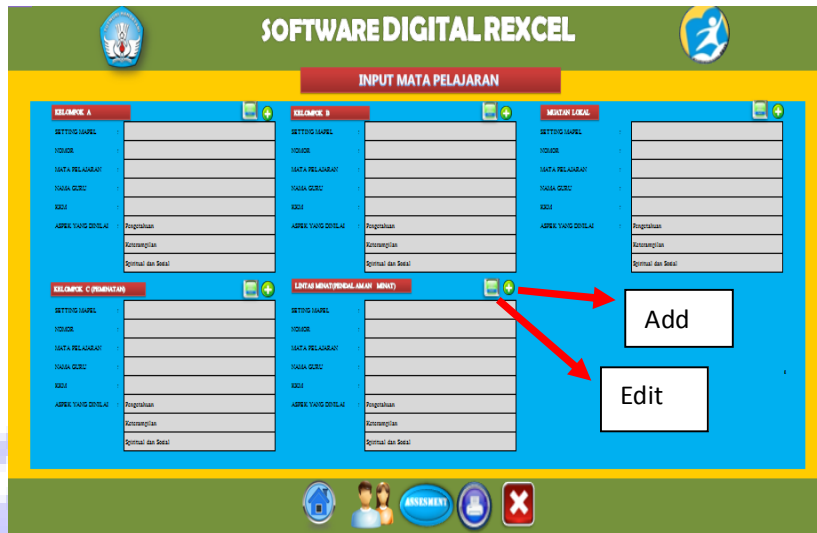 SOFTWARE DIGITAL REXCEL
INPUT MATA PELAJARAN
KELOMPOK A
SETTING MAPEL :
NOMOR :
MATA PELAJARAN :
NAMA GURU :
KKM :
ASPEK YANG DINILAI : Pengetahuan
Keterampilan
Spiritual dan Sosial
KELOMPOK B
SETTING MAPEL :
NOMOR :
MATA PELAJARAN :
NAMA GURU :
KKM :
ASPEK YANG DINILAI : Pengetahuan
Keterampilan
Spiritual dan Sosial
MUATAN LOKAL
SETTING MAPEL :
NOMOR :
MATA PELAJARAN :
NAMA GURU :
KKM :
ASPEK YANG DINILAI : Pengetahuan
Keterampilan
Spiritual dan Sosial
KELOMPOK C (PEMINATAN)
SETTING MAPEL :
NOMOR :
MATA PELAJARAN :
NAMA GURU :
KKM :
ASPEK YANG DINILAI : Pengetahuan
Keterampilan
Spiritual dan Sosial
LINTAS MINAT(PENDALAMAN MINAT)
SETTING MAPEL :
NOMOR :
MATA PELAJARAN :
NAMA GURU :
KKM :
ASPEK YANG DINILAI : Pengetahuan
Keterampilan
Spiritual dan Sosial
Add
Edit
ASSESMENT